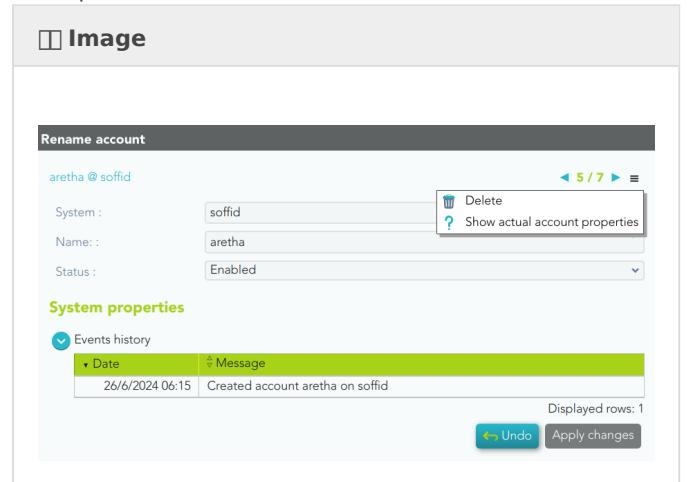 Image
Rename account
aretha @ soffid
5 / 7
Delete
Show actual account properties
System :
soffid
Name: :
aretha
Status :
Enabled
System properties
Events history
Date
Message
26/6/2024 06:15
Created account aretha on soffid
Displayed rows: 1
Undo
Apply changes